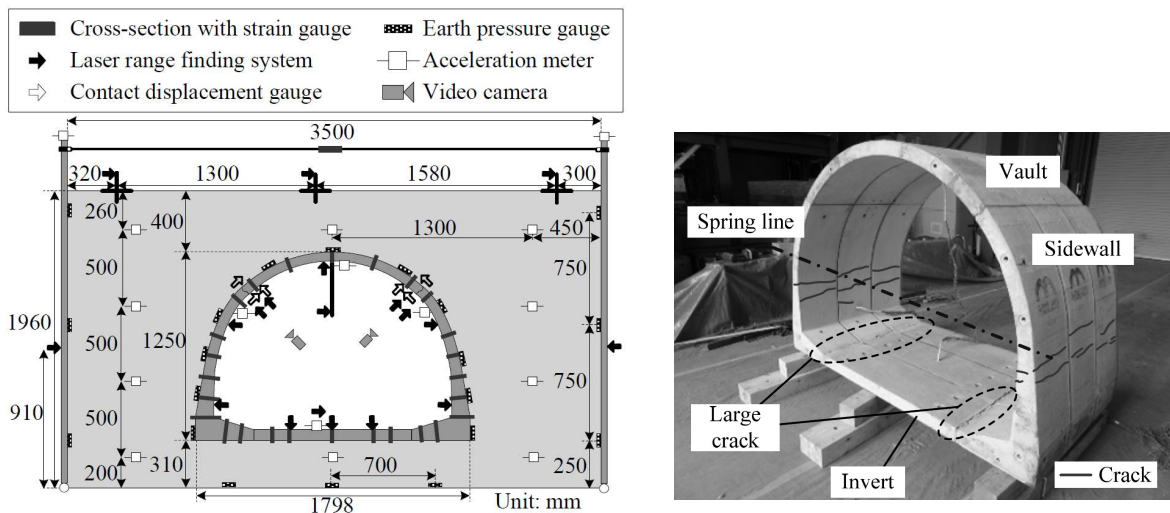 Cross-section with strain gauge
Earth pressure gauge
Laser range finding system
Acceleration meter
Contact displacement gauge
Video camera
3500
320
1300
1580
300
260
400
1300
450
500
750
1960
500
1250
910
500
750
200
310
700
250
1798
Unit: mm
Vault
Spring line
Sidewall
Large
crack
Invert
Crack